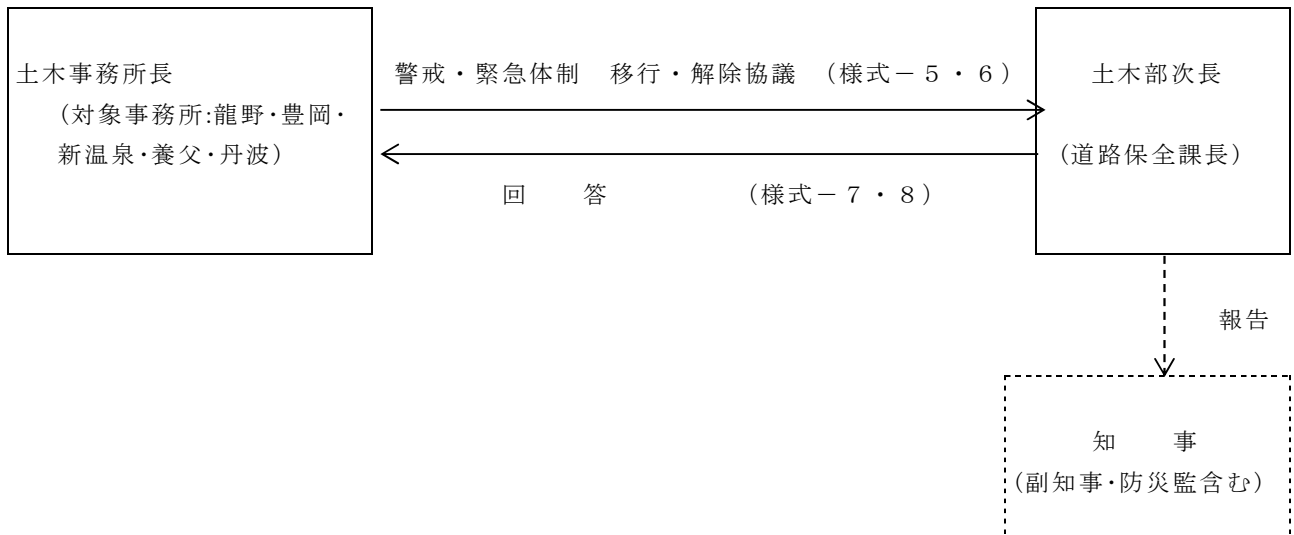 土木事務所長
（対象事務所:龍野・豊岡・
新温泉・養父・丹波）
警戒・緊急体制　移行・解除協議　（様式－５・６）
回　　答　　　　　（様式－７・８）
土木部次長
（道路保全課長）
報告
知　　事
（副知事・防災監含む）